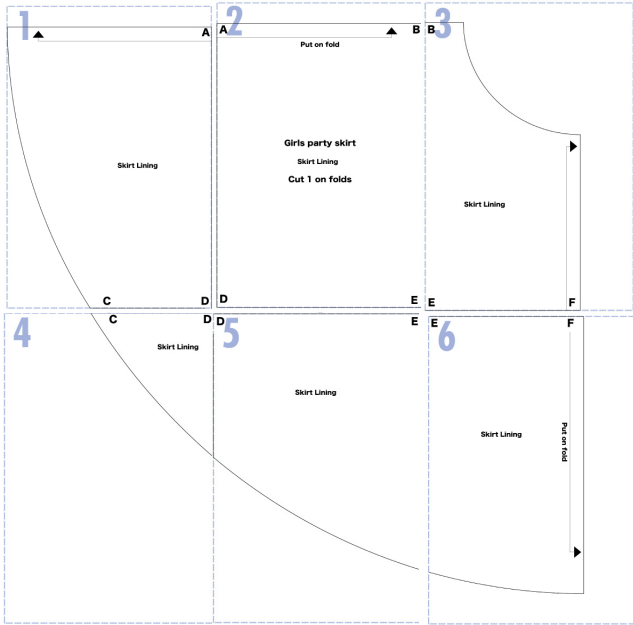 1
A
Skirt Lining
C
D
2
A
B
Put on fold
Girls party skirt
Skirt Lining
Cut 1 on folds
D
E
3
B
Skirt Lining
E
F
4
C
D
Skirt Lining
5
D
E
Skirt Lining
6
E
F
Skirt Lining
Put on fold